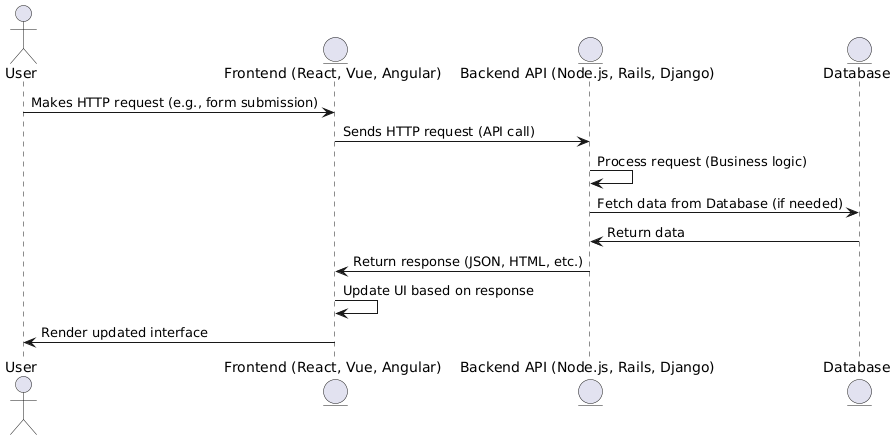 User
Frontend (React, Vue, Angular)
Backend API (Node.js, Rails, Django)
Database
Makes HTTP request (e.g., form submission)
Sends HTTP request (API call)
Process request (Business logic)
Fetch data from Database (if needed)
Return data
Return response (JSON, HTML, etc.)
Update UI based on response
Render updated interface
User
Frontend (React, Vue, Angular)
Backend API (Node.js, Rails, Django)
Database